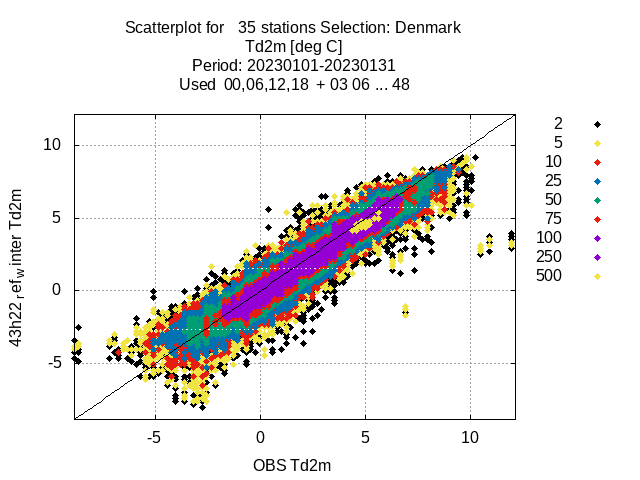 Scatterplot for   35 stations Selection: Denmark
Td2m [deg C]
Period: 20230101-20230131
Used  00,06,12,18  + 03 06 ... 48
2
5
10
25
50
75
100
250
500
10
5
0
-5
-5 0 5 10
43h22_ref_winter Td2m
OBS Td2m